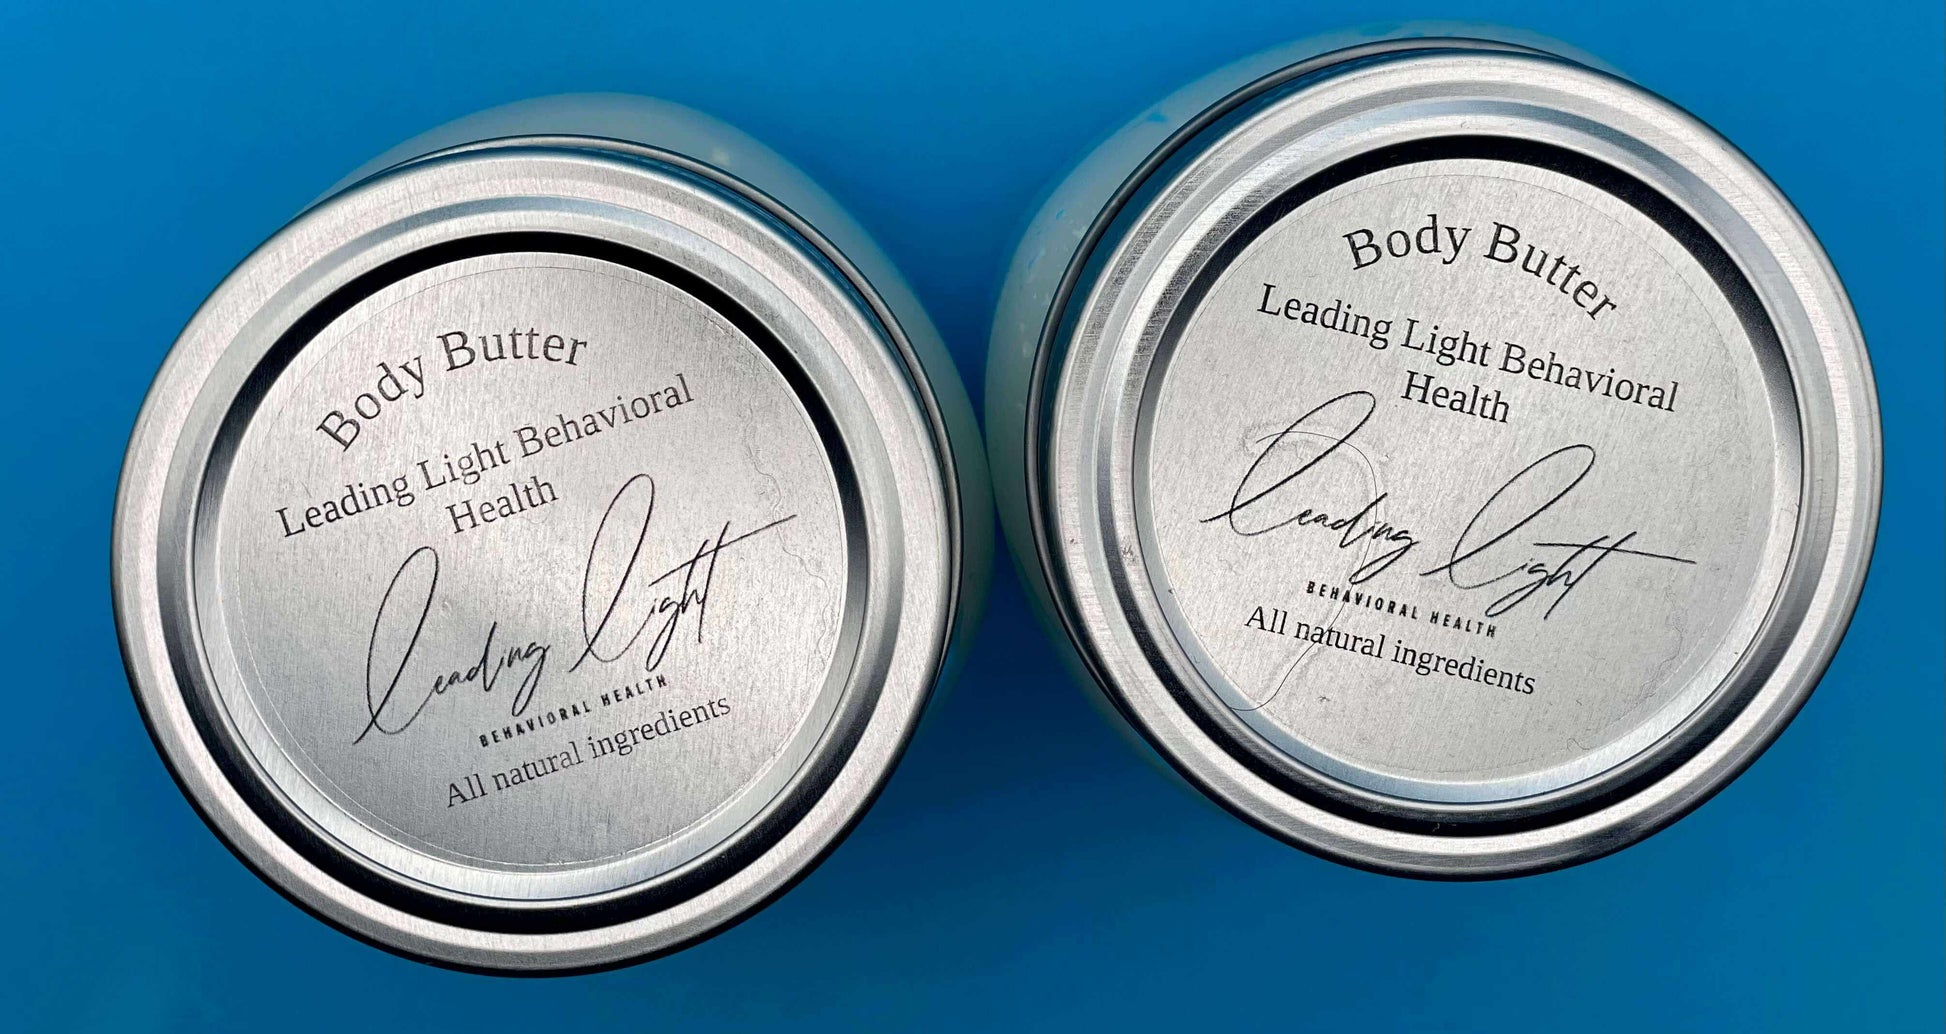 Body Butter
Leading Light Behavioral
Health
Leading Light
BEHAVIORAL HEALTH
All natural ingredients
Body Butter
Leading Light Behavioral
Health
Leading Light
BEHAVIORAL HEALTH
All natural ingredients